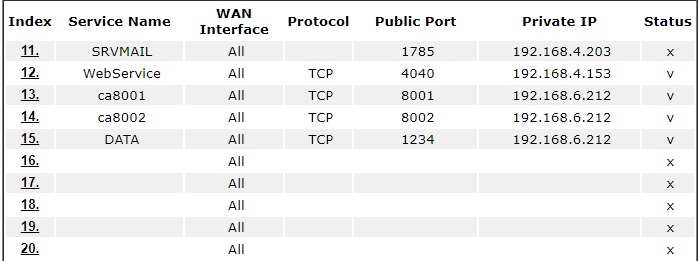 Index Service Name WAN Interface Protocol Public Port Private IP Status
11. SRVMAIL All 1785 192.168.4.203 x
12. WebService All TCP 4040 192.168.4.153 v
13. ca8001 All TCP 8001 192.168.6.212 v
14. ca8002 All TCP 8002 192.168.6.212 v
15. DATA All TCP 1234 192.168.6.212 v
16. All x
17. All x
18. All x
19. All x
20. All x